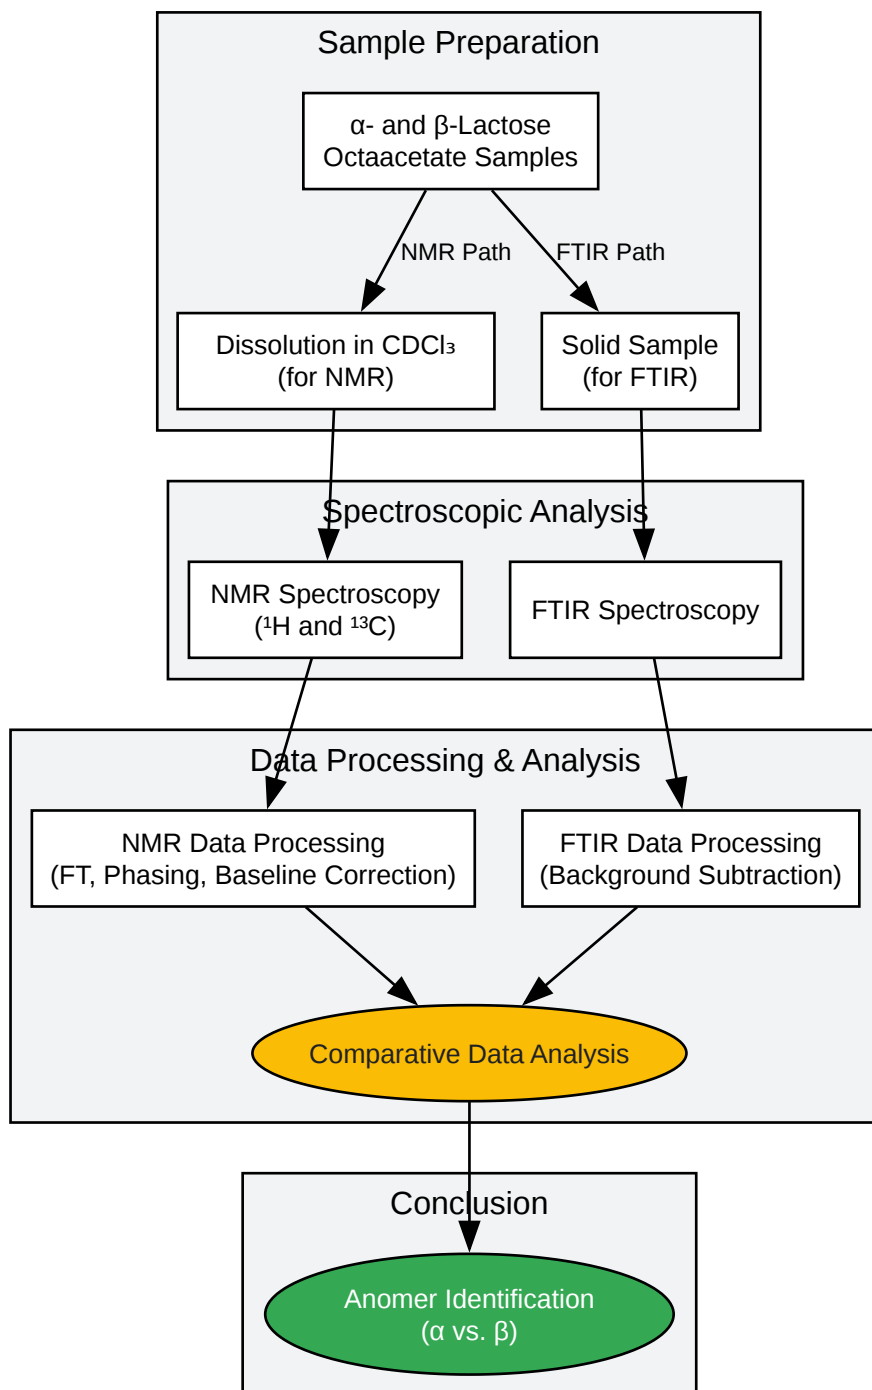 Sample Preparation
α- and β-Lactose
Octaacetate Samples
NMR Path
FTIR Path
Dissolution in CDCl₃
(for NMR)
Solid Sample
(for FTIR)
Spectroscopic Analysis
NMR Spectroscopy
(¹H and ¹³C)
FTIR Spectroscopy
Data Processing & Analysis
NMR Data Processing
(FT, Phasing, Baseline Correction)
FTIR Data Processing
(Background Subtraction)
Comparative Data Analysis
Conclusion
Anomer Identification
(α vs. β)